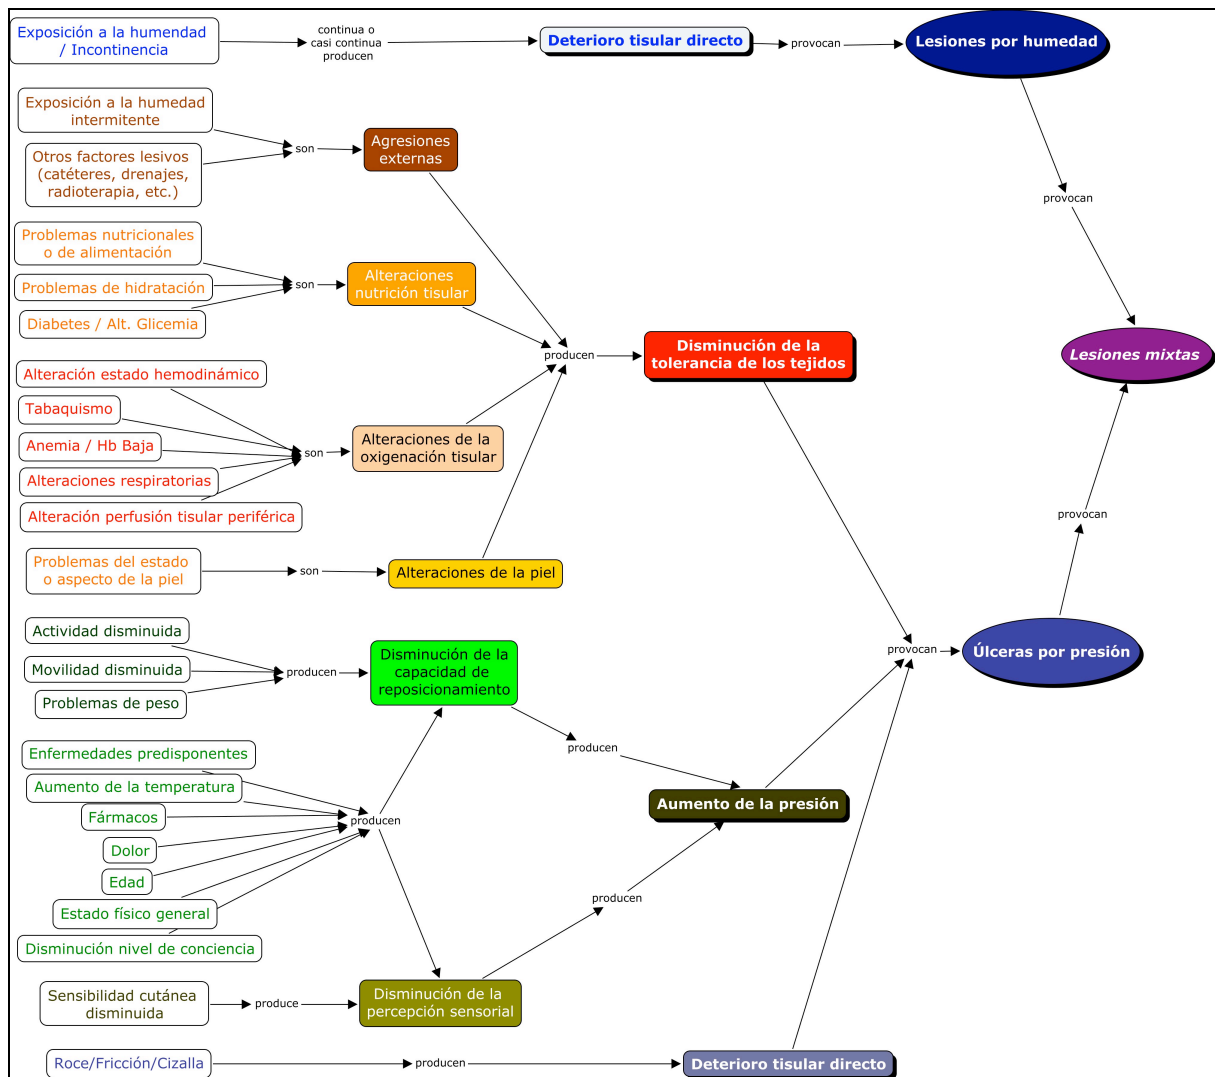 Exposición a la humendad
/ Incontinencia
continua o
casi continua
producen
Deterioro tisular directo
provocan
Lesiones por humedad
Exposición a la humedad
intermitente
Otros factores lesivos
(catéteres, drenajes,
radioterapia, etc.)
son
Agresiones
externas
provocan
Problemas nutricionales
o de alimentación
Problemas de hidratación
Diabetes / Alt. Glicemia
son
Alteraciones
nutrición tisular
producen
Disminución de la
tolerancia de los tejidos
Lesiones mixtas
Alteración estado hemodinámico
Tabaquismo
Anemia / Hb Baja
Alteraciones respiratorias
Alteración perfusión tisular periférica
son
Alteraciones de la
oxigenación tisular
provocan
Problemas del estado
o aspecto de la piel
son
Alteraciones de la piel
Actividad disminuida
Movilidad disminuida
Problemas de peso
producen
Disminución de la
capacidad de
reposicionamiento
provocan
Úlceras por presión
Enfermedades predisponentes
Aumento de la temperatura
Fármacos
Dolor
Edad
Estado físico general
Disminución nivel de conciencia
producen
producen
Aumento de la presión
producen
Sensibilidad cutánea
disminuida
produce
Disminución de la
percepción sensorial
Roce/Fricción/Cizalla
producen
Deterioro tisular directo